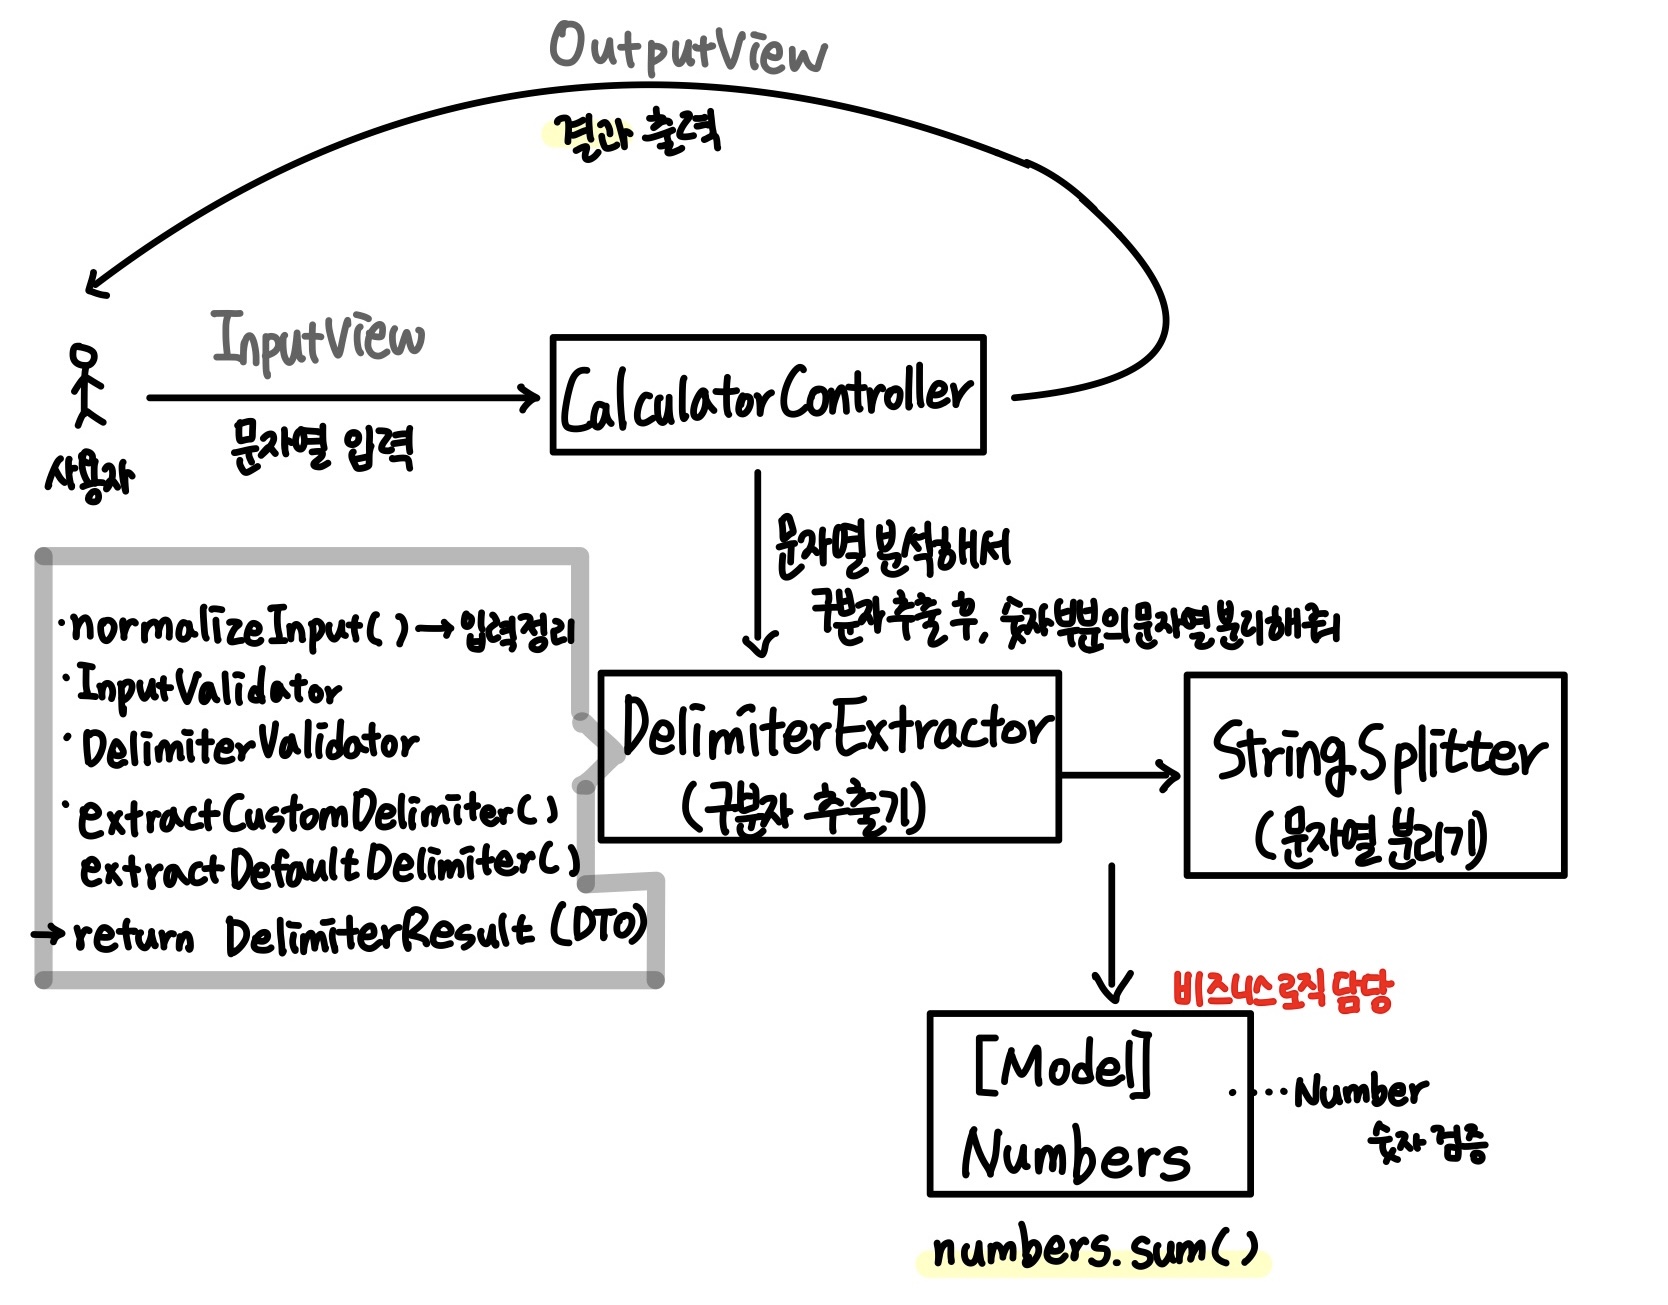 OutputView
결과 출력
InputView
문자열 입력
사용자
CalculatorController
문자열 분석해서
구분자 추출 후, 숫자부분의 문자열 분리해줘
· normalizeInput() → 입력정리
· InputValidator
· DelimiterValidator
· extractCustomDelimiter()
extractDefaultDelimiter()
→ return DelimiterResult (DTO)
DelimiterExtractor
(구분자 추출기)
StringSplitter
(문자열 분리기)
비즈니스로직 담당
[Model]
Numbers
···· Number
숫자 검증
numbers.sum()